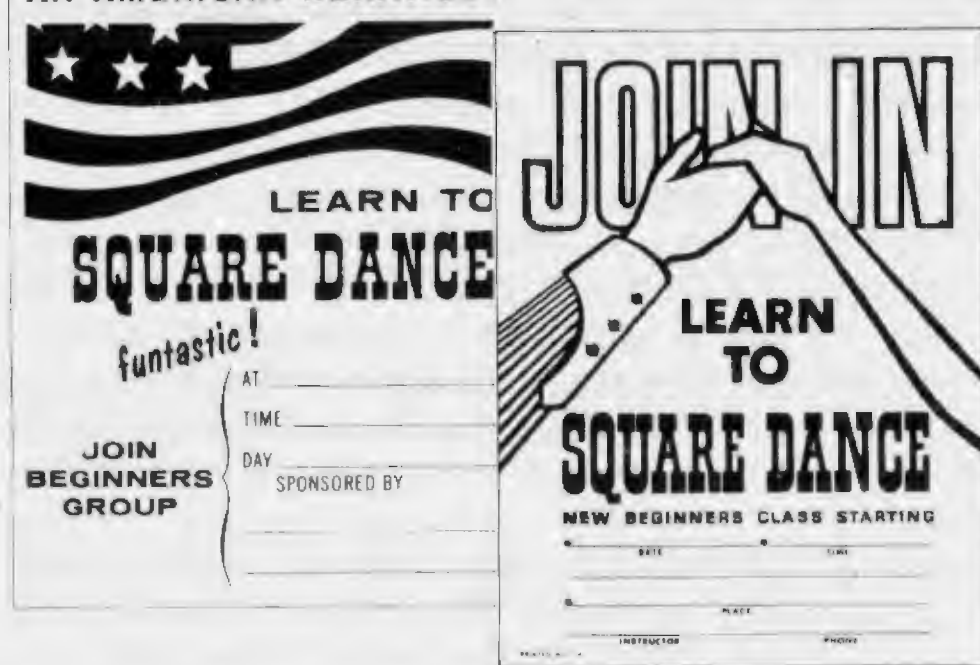 LEARN TO
SQUARE DANCE
funtastic!
JOIN
BEGINNERS
GROUP
AT
TIME
DAY
SPONSORED BY
JOIN IN
LEARN
TO
SQUARE DANCE
NEW BEGINNERS CLASS STARTING
DATE TIME
PLACE
INSTRUCTOR PHONE